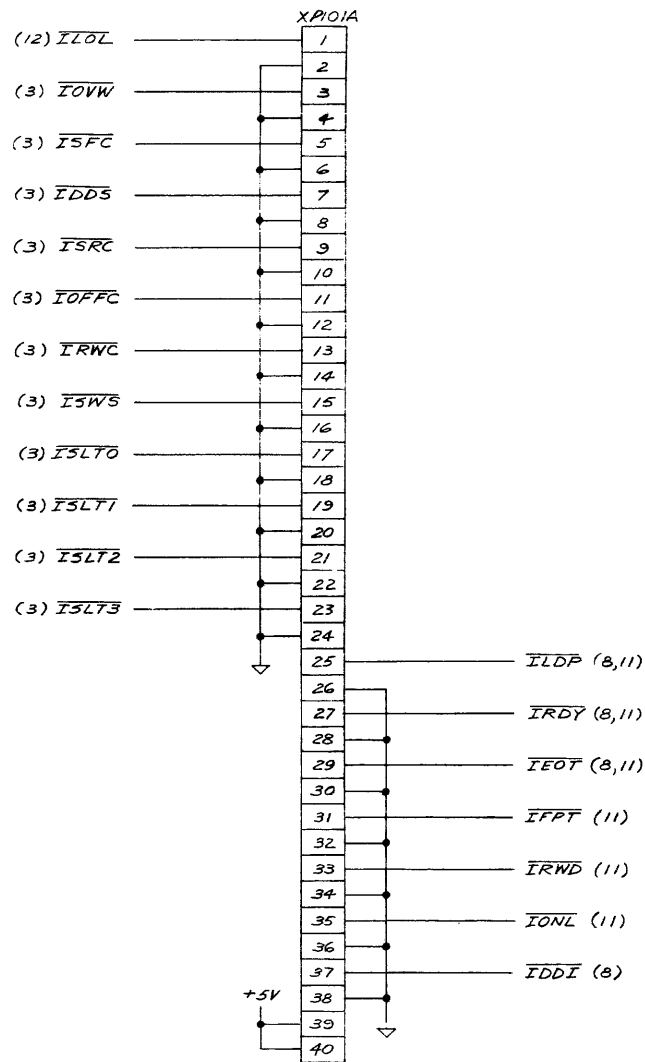 XP101A
(12) ILOL 1
2
(3) IOVW 3
4
(3) ISFC 5
6
(3) IDDS 7
8
(3) ISRC 9
10
(3) IOFFC 11
12
(3) IRWC 13
14
(3) ISWS 15
16
(3) ISLT0 17
18
(3) ISLT1 19
20
(3) ISLT2 21
22
(3) ISLT3 23
24
25 ILDP (8,11)
26
27 IRDY (8,11)
28
29 IEOT (8,11)
30
31 IFPT (11)
32
33 IRWD (11)
34
35 IONL (11)
36
37 IDDI (8)
+5V 38
39
40